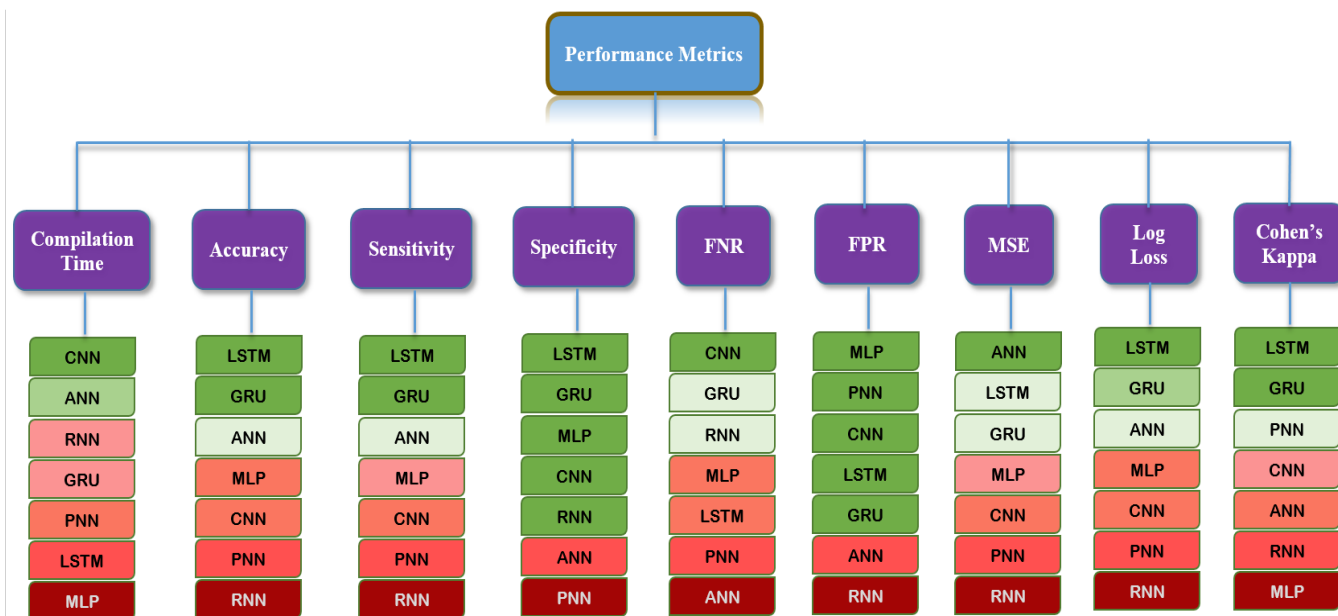 Performance Metrics
Compilation
Time
Accuracy
Sensitivity
Specificity
FNR
FPR
MSE
Log
Loss
Cohen's
Kappa
CNN
ANN
RNN
GRU
PNN
LSTM
MLP
LSTM
GRU
ANN
MLP
CNN
PNN
RNN
LSTM
GRU
ANN
MLP
CNN
PNN
RNN
LSTM
GRU
MLP
CNN
RNN
ANN
PNN
CNN
GRU
RNN
MLP
LSTM
PNN
ANN
MLP
PNN
CNN
LSTM
GRU
ANN
RNN
ANN
LSTM
GRU
MLP
CNN
PNN
RNN
LSTM
GRU
ANN
MLP
CNN
PNN
RNN
LSTM
GRU
PNN
CNN
ANN
RNN
MLP